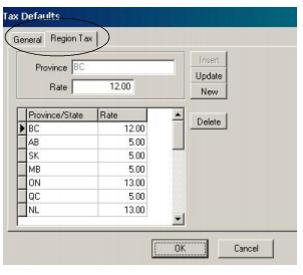 Tax Defaults
General Region Tax
Province BC
Rate 12.00
Insert
Update
New
Delete
Province/State Rate
BC 12.00
AB 5.00
SK 5.00
MB 5.00
ON 13.00
QC 5.00
NL 13.00
OK Cancel